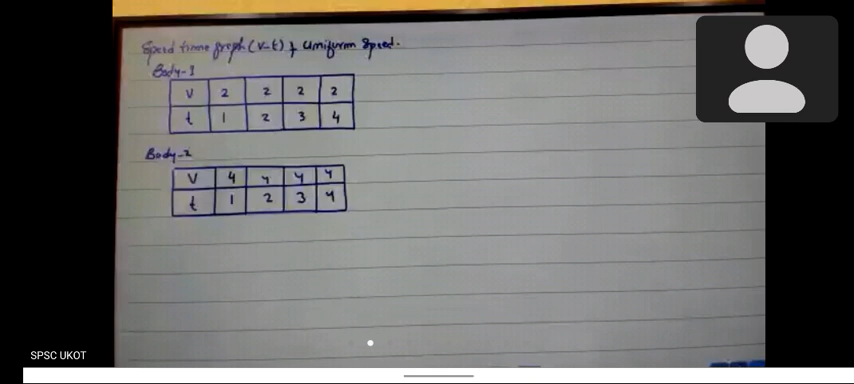 Speed time graph (v-t) of uniform speed.
Body-1
V 2 2 2 2
t 1 2 3 4
Body-2
V 4 4 4 4
t 1 2 3 4
SPSC UKOT